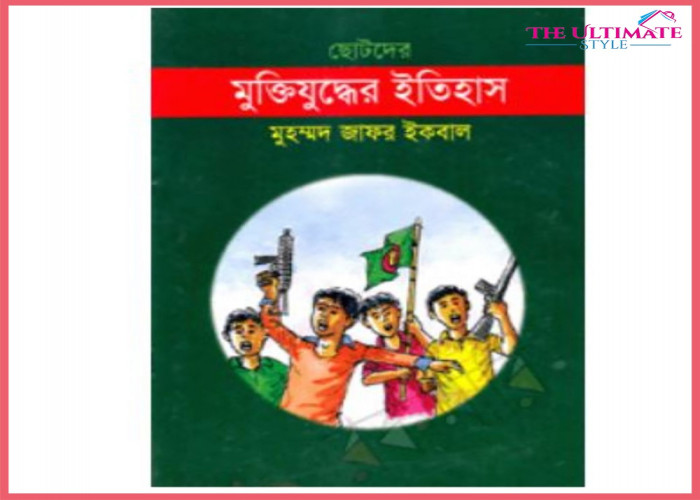 THE ULTIMATE
STYLE
ছোটদের
মুক্তিযুদ্ধের ইতিহাস
মুহম্মদ জাফর ইকবাল